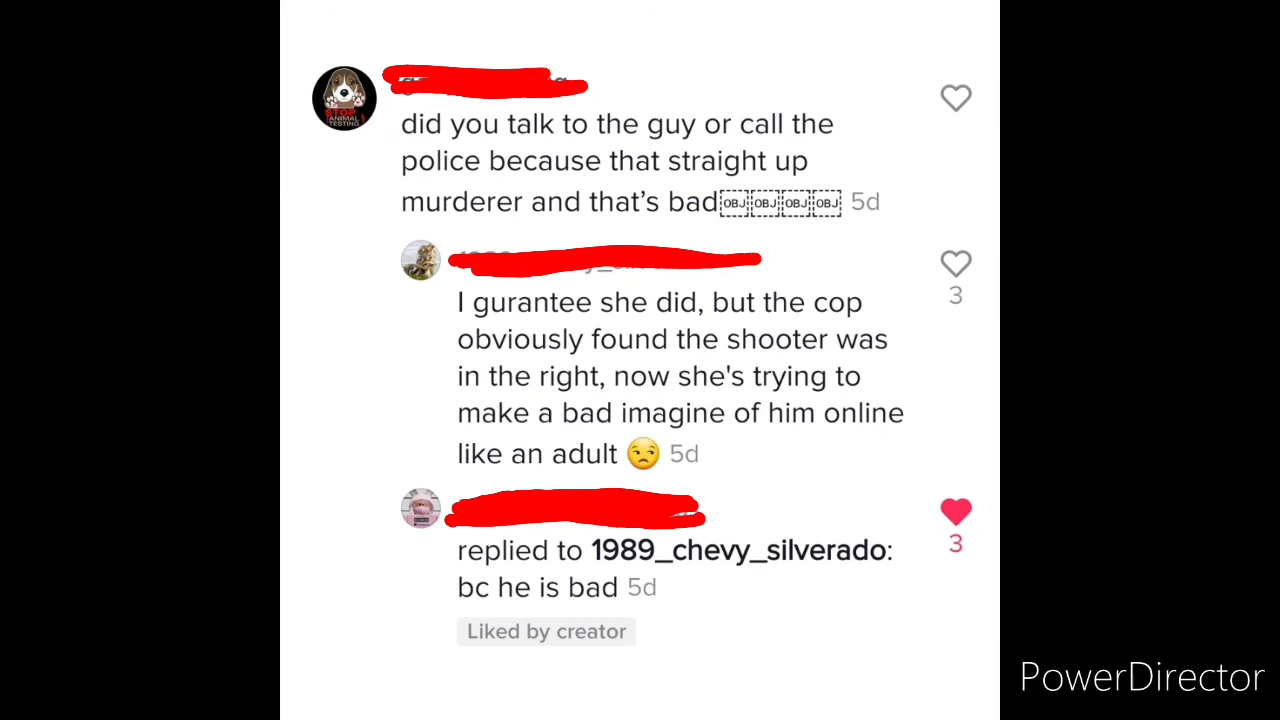 STOP
ANIMAL
TESTING
did you talk to the guy or call the
police because that straight up
murderer and that's bad￼￼￼￼ 5d
I gurantee she did, but the cop
obviously found the shooter was
in the right, now she's trying to
make a bad imagine of him online
like an adult 😒 5d
3
replied to 1989_chevy_silverado:
bc he is bad 5d
3
Liked by creator
PowerDirector